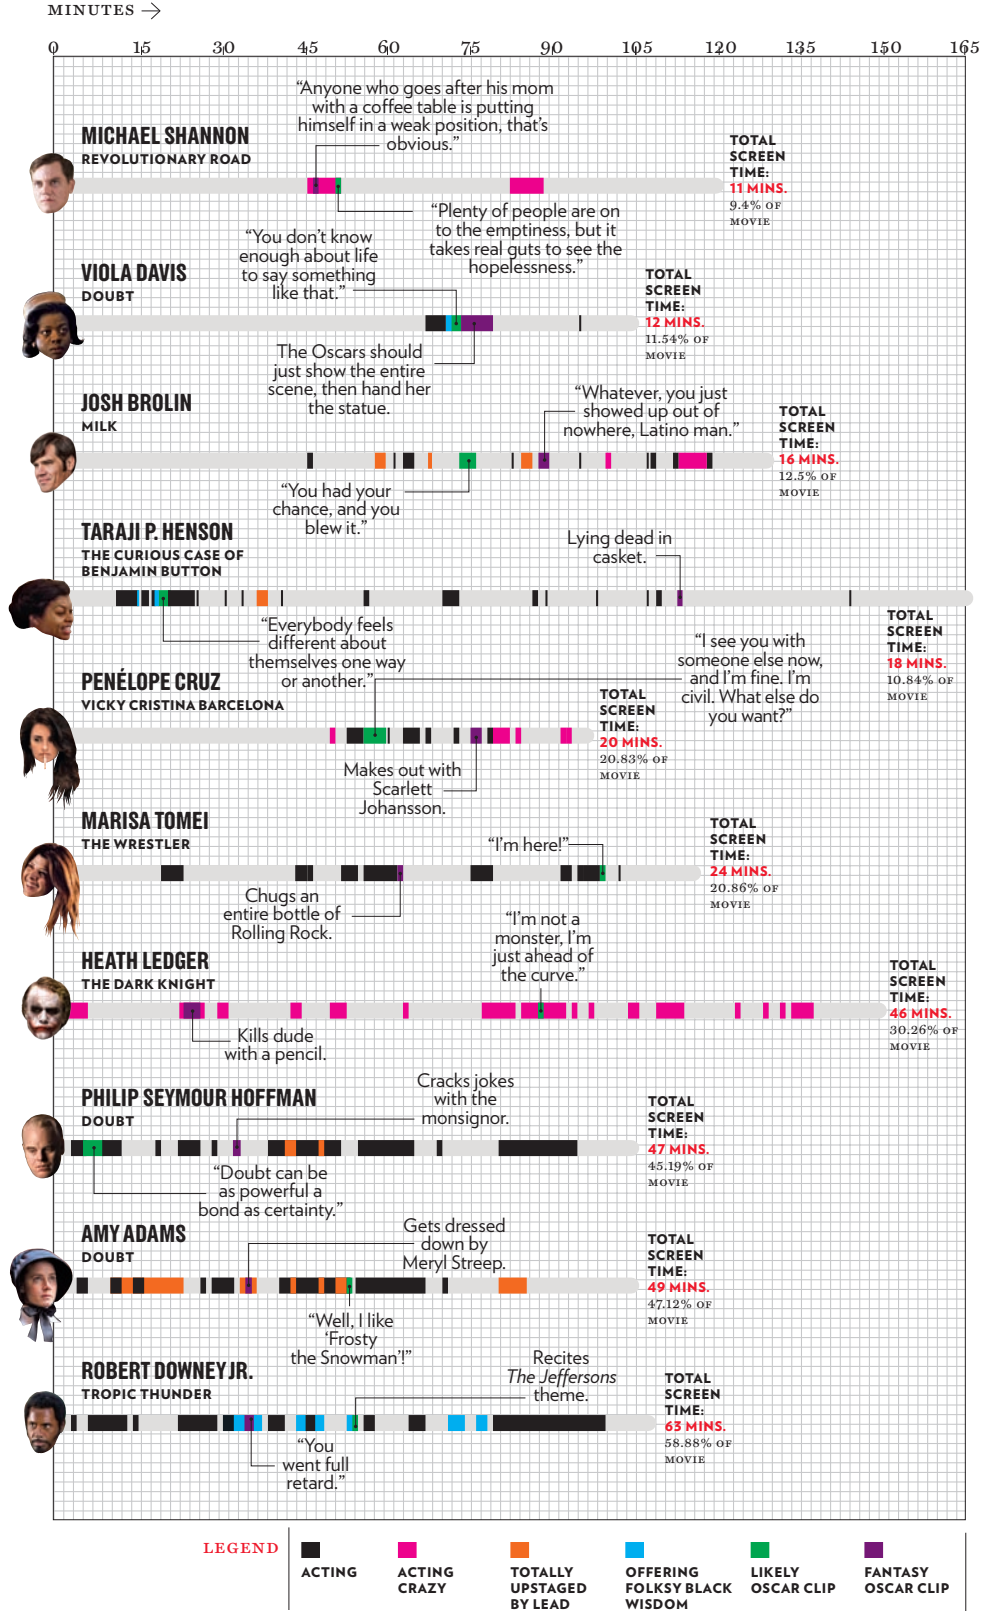 MINUTES →
0 15 30 45 60 75 90 105 120 135 150 165
“Anyone who goes after his mom
with a coffee table is putting
himself in a weak position, that’s
obvious.”
MICHAEL SHANNON
REVOLUTIONARY ROAD
TOTAL
SCREEN
TIME:
11 MINS.
9.4% OF
MOVIE
“Plenty of people are on
to the emptiness, but it
takes real guts to see the
hopelessness.”
“You don’t know
enough about life
to say something
like that.”
VIOLA DAVIS
DOUBT
TOTAL
SCREEN
TIME:
12 MINS.
11.54% OF
MOVIE
The Oscars should
just show the entire
scene, then hand her
the statue.
JOSH BROLIN
MILK
“Whatever, you just
showed up out of
nowhere, Latino man.”
TOTAL
SCREEN
TIME:
16 MINS.
12.5% OF
MOVIE
“You had your
chance, and you
blew it.”
TARAJI P. HENSON
THE CURIOUS CASE OF
BENJAMIN BUTTON
Lying dead in
casket.
TOTAL
SCREEN
TIME:
18 MINS.
10.84% OF
MOVIE
“Everybody feels
different about
themselves one way
or another.”
“I see you with
someone else now,
and I’m fine. I’m
civil. What else do
you want?”
PENÉLOPE CRUZ
VICKY CRISTINA BARCELONA
TOTAL
SCREEN
TIME:
20 MINS.
20.83% OF
MOVIE
Makes out with
Scarlett
Johansson.
MARISA TOMEI
THE WRESTLER
“I’m here!”
TOTAL
SCREEN
TIME:
24 MINS.
20.86% OF
MOVIE
Chugs an
entire bottle of
Rolling Rock.
“I’m not a
monster, I’m
just ahead of
the curve.”
HEATH LEDGER
THE DARK KNIGHT
TOTAL
SCREEN
TIME:
46 MINS.
30.26% OF
MOVIE
Kills dude
with a pencil.
PHILIP SEYMOUR HOFFMAN
DOUBT
Cracks jokes
with the
monsignor.
TOTAL
SCREEN
TIME:
47 MINS.
45.19% OF
MOVIE
“Doubt can be
as powerful a
bond as certainty.”
AMY ADAMS
DOUBT
Gets dressed
down by
Meryl Streep.
TOTAL
SCREEN
TIME:
49 MINS.
47.12% OF
MOVIE
“Well, I like
‘Frosty
the Snowman’!”
ROBERT DOWNEY JR.
TROPIC THUNDER
Recites
The Jeffersons
theme.
TOTAL
SCREEN
TIME:
63 MINS.
58.88% OF
MOVIE
“You
went full
retard.”
LEGEND
ACTING
ACTING
CRAZY
TOTALLY
UPSTAGED
BY LEAD
OFFERING
FOLKSY BLACK
WISDOM
LIKELY
OSCAR CLIP
FANTASY
OSCAR CLIP